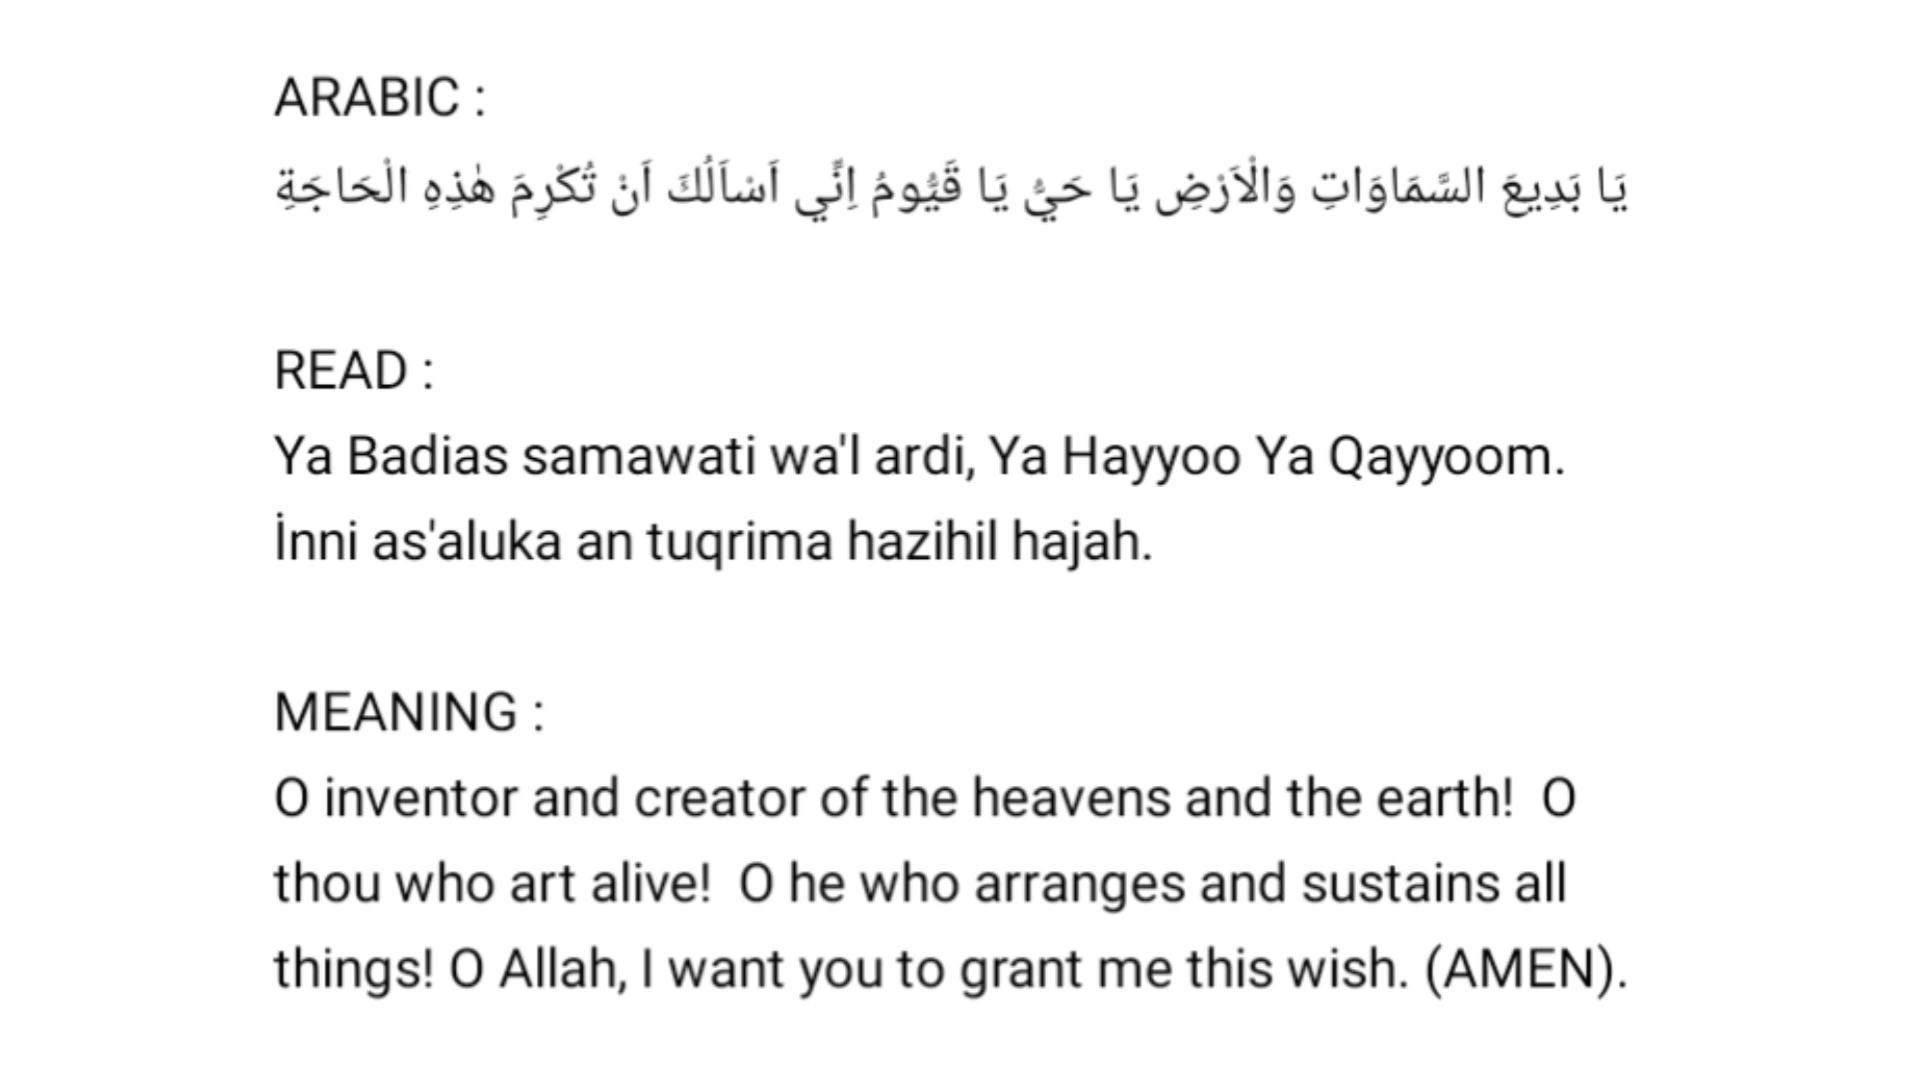 ARABIC :
يَا بَدِيعَ السَّمَاوَاتِ وَالْاَرْضِ يَا حَيُّ يَا قَيُّومُ اِنِّي اَسْاَلُكَ اَنْ تُكْرِمَ هٰذِهِ الْحَاجَةِ
READ :
Ya Badias samawati wa'l ardi, Ya Hayyoo Ya Qayyoom.
İnni as'aluka an tuqrima hazihil hajah.
MEANING :
O inventor and creator of the heavens and the earth!  O
thou who art alive!  O he who arranges and sustains all
things! O Allah, I want you to grant me this wish. (AMEN).